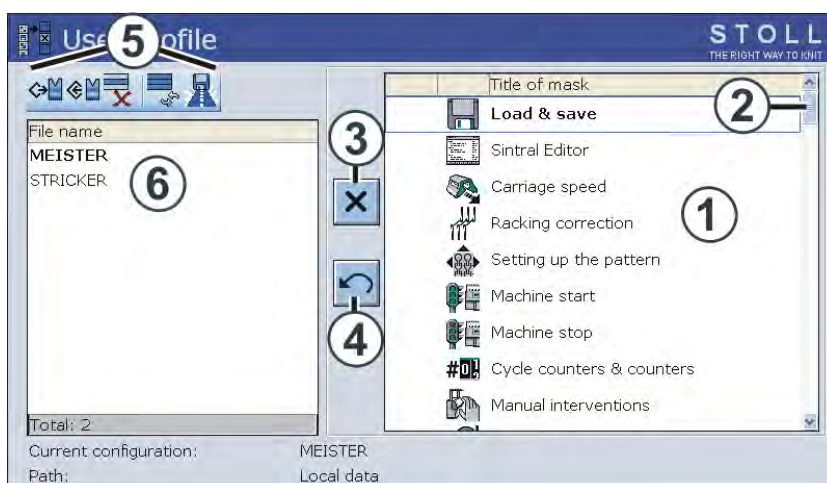 User Profile
STOLL
THE RIGHT WAY TO KNIT
5
File name
MEISTER
STRICKER
6
Total: 2
3
4
Title of mask
2
Load & save
Sintral Editor
Carriage speed
1
Racking correction
Setting up the pattern
Machine start
Machine stop
Cycle counters & counters
Manual interventions
Current configuration: MEISTER
Path: Local data